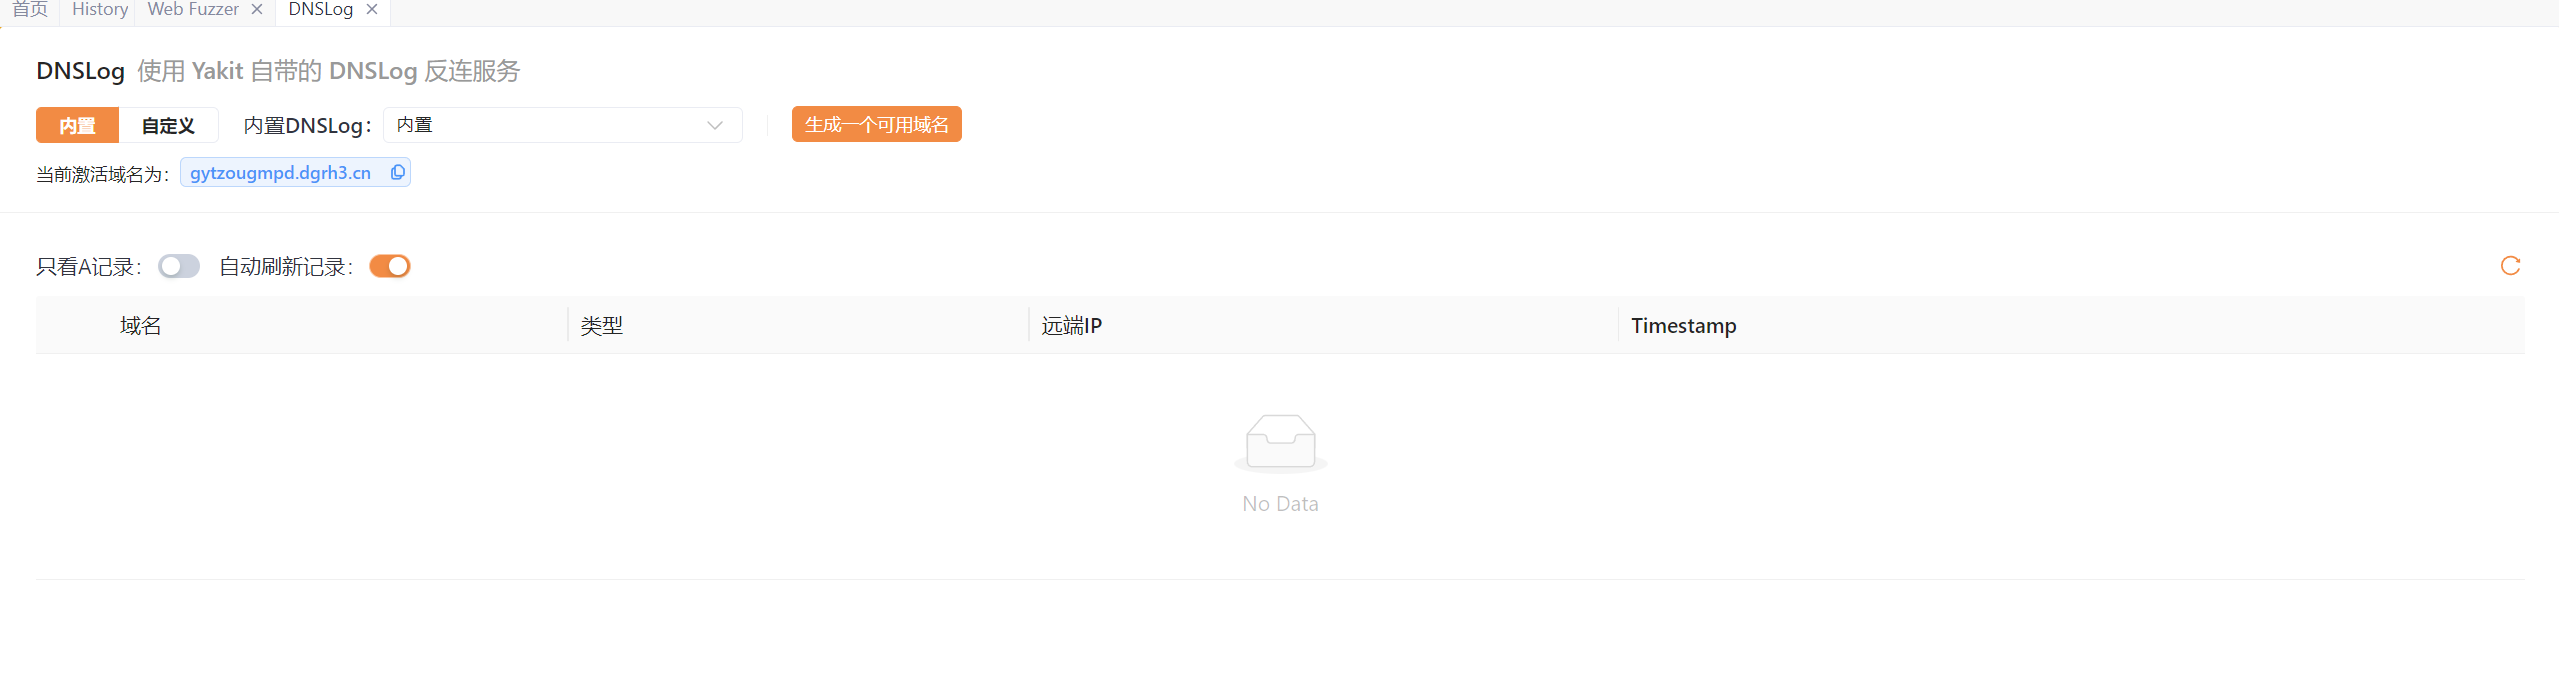 首页 History Web Fuzzer DNSLog
DNSLog 使用 Yakit 自带的 DNSLog 反连服务
内置 自定义 内置DNSLog: 内置 生成一个可用域名
当前激活域名为: gytzougmpd.dgrh3.cn
只看A记录: 自动刷新记录:
域名 类型 远端IP Timestamp
No Data